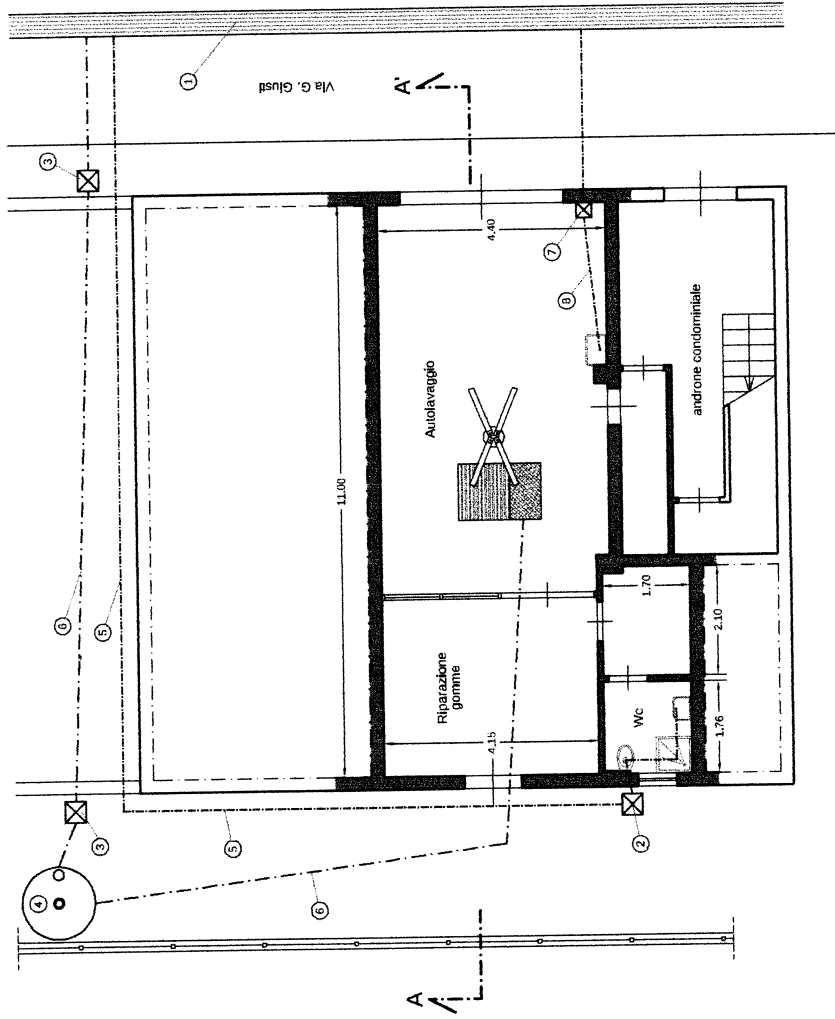 1
Via G. Giusti
A'
3
4.40
7
8
Autolavaggio
androne condominiale
11.00
6
5
Riparazione
gomme
1.70
2.10
4.15
Wc
1.76
3
5
2
4
6
A